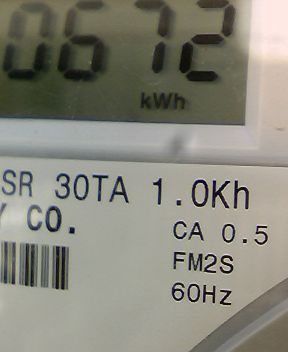 0672
kWh
SR 30TA 1.0Kh
Y CO.
CA 0.5
FM2S
60Hz